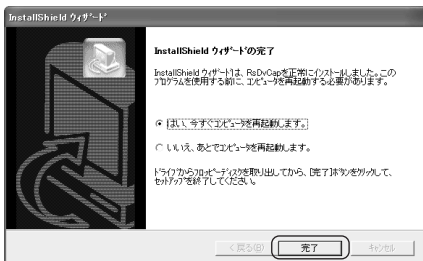 InstallShield ウィザード
InstallShield ウィザードの完了
InstallShield ウィザードは、RsDvCapを正常にインストールしました。この
プログラムを使用する前に、コンピュータを再起動する必要があります。
はい、今すぐコンピュータを再起動します。
いいえ、あとでコンピュータを再起動します。
ドライブからフロッピーディスクを取り出してから、[完了]ボタンをクリックして、
セットアップを終了してください。
< 戻る(B)
完了
キャンセル